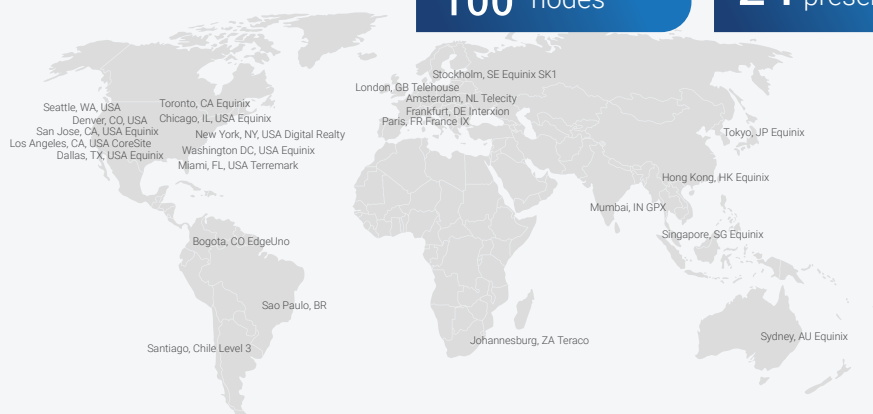 100 nodes
Stockholm, SE Equinix SK1
London, GB Telehouse
Amsterdam, NL Telecity
Frankfurt, DE Interxion
Paris, FR France IX
Seattle, WA, USA
Toronto, CA Equinix
Denver, CO, USA
Chicago, IL, USA Equinix
San Jose, CA, USA Equinix
New York, NY, USA Digital Realty
Los Angeles, CA, USA CoreSite
Washington DC, USA Equinix
Dallas, TX, USA Equinix
Miami, FL, USA Terremark
Tokyo, JP Equinix
Hong Kong, HK Equinix
Mumbai, IN GPX
Singapore, SG Equinix
Bogota, CO EdgeUno
Sao Paulo, BR
Sydney, AU Equinix
Johannesburg, ZA Teraco
Santiago, Chile Level 3